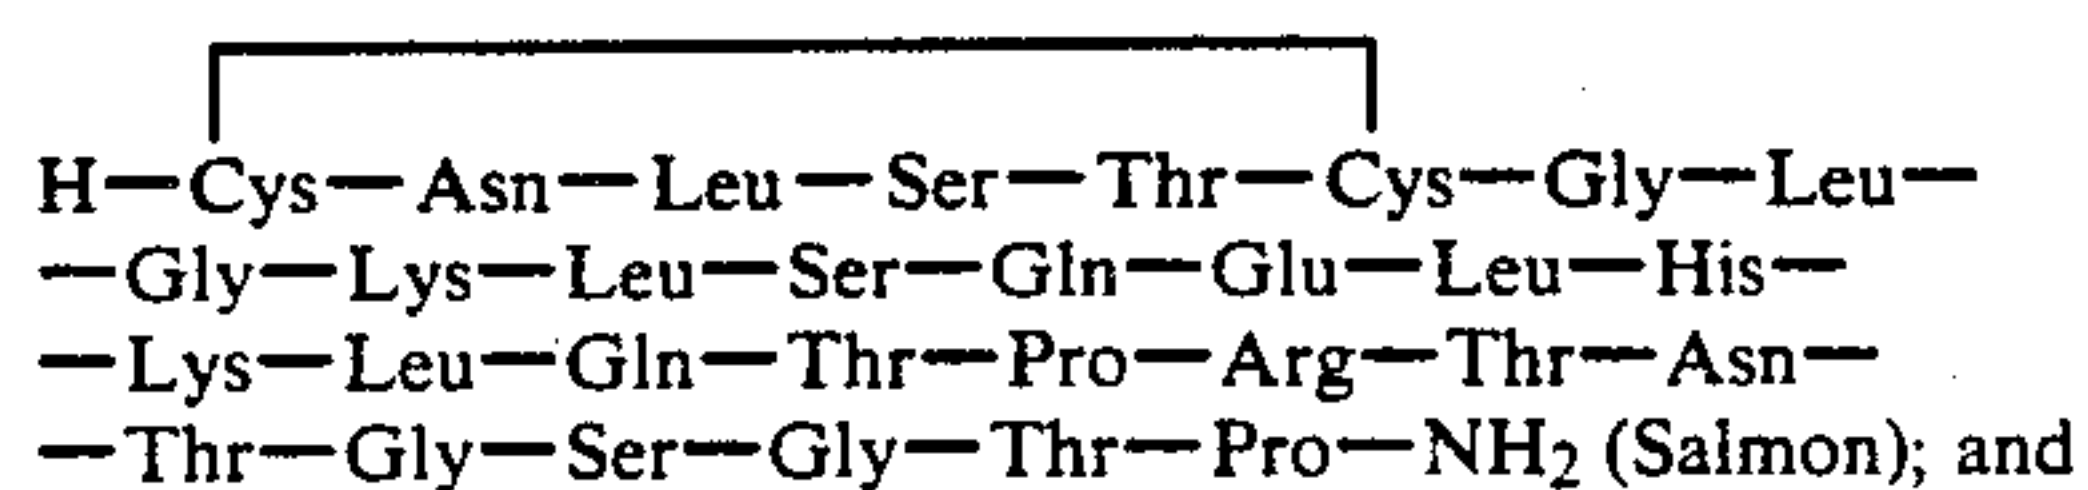 H—Cys—Asn—Leu—Ser—Thr—Cys—Gly—Leu—
—Gly—Lys—Leu—Ser—Gln—Glu—Leu—His—
—Lys—Leu—Gln—Thr—Pro—Arg—Thr—Asn—
—Thr—Gly—Ser—Gly—Thr—Pro—NH₂ (Salmon); and